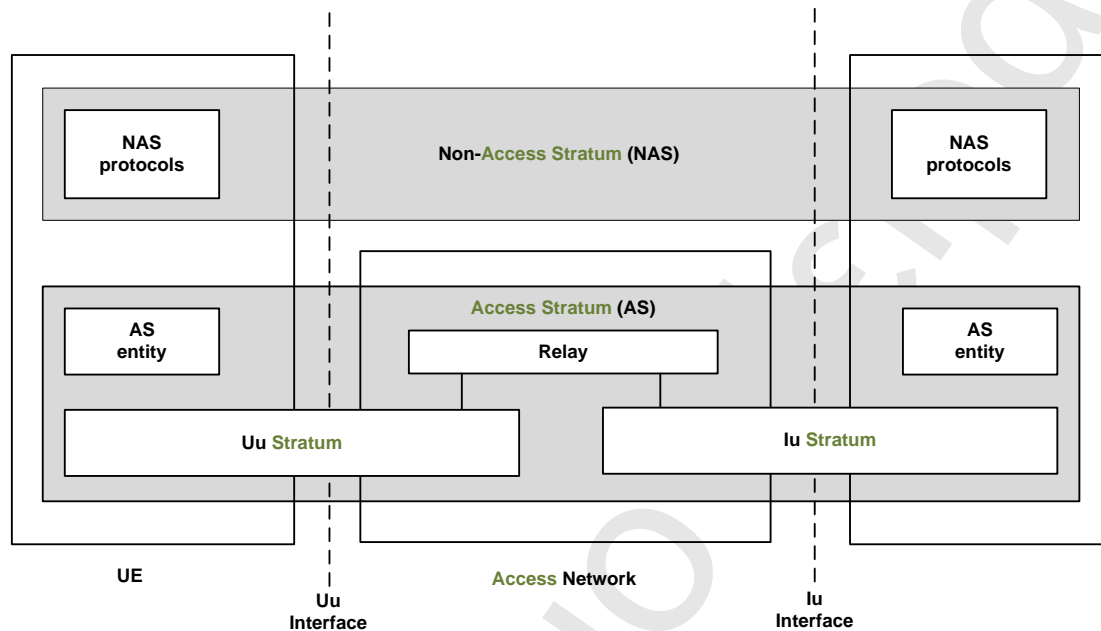 NAS
protocols
Non-Access Stratum (NAS)
NAS
protocols
Access Stratum (AS)
AS
entity
Relay
AS
entity
Uu Stratum
Iu Stratum
UE
Access Network
Uu
Interface
Iu
Interface